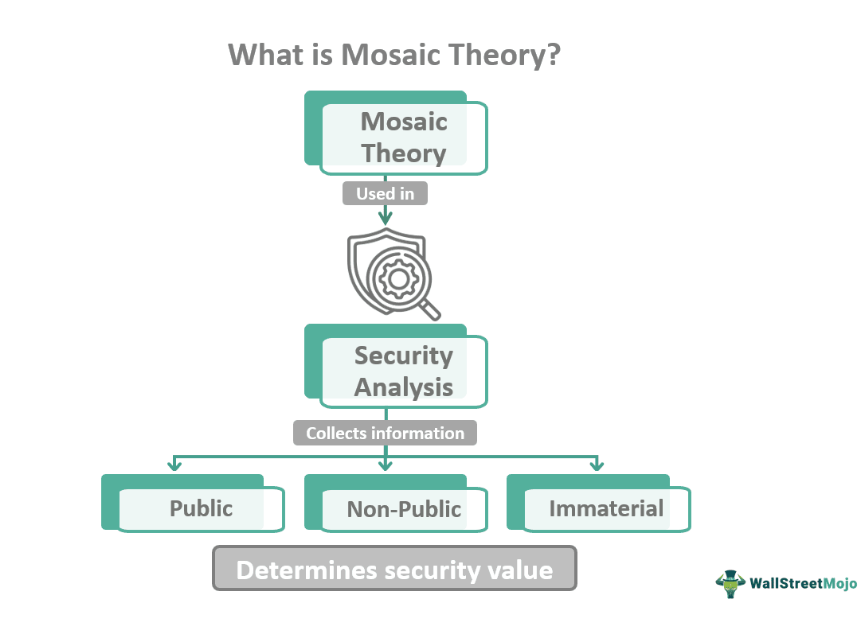 What is Mosaic Theory?
Mosaic
Theory
Used in
Security
Analysis
Collects information
Public
Non-Public
Immaterial
Determines security value
WallStreetMojo